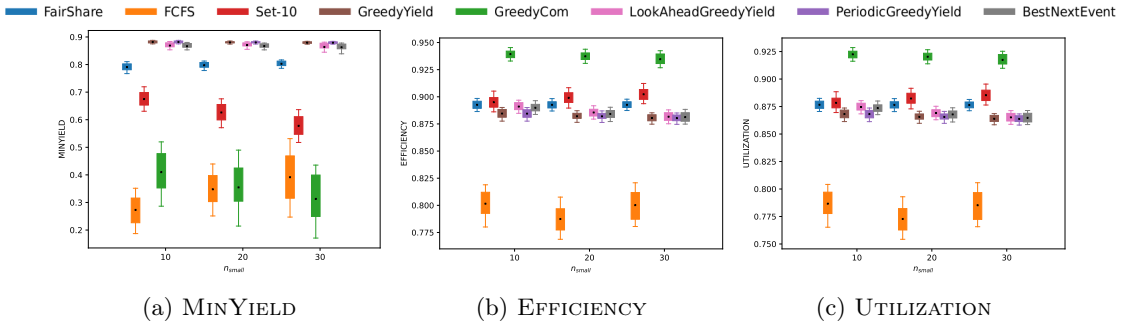 FairShare FCFS Set-10 GreedyYield GreedyCom LookAheadGreedyYield PeriodicGreedyYield BestNextEvent
0.9
0.8
0.7
0.6
0.5
0.4
0.3
0.2
MINYIELD
10 20 30
n_small
(a) MINYIELD
0.950
0.925
0.900
0.875
0.850
0.825
0.800
0.775
EFFICIENCY
10 20 30
n_small
(b) EFFICIENCY
0.925
0.900
0.875
0.850
0.825
0.800
0.775
0.750
UTILIZATION
10 20 30
n_small
(c) UTILIZATION